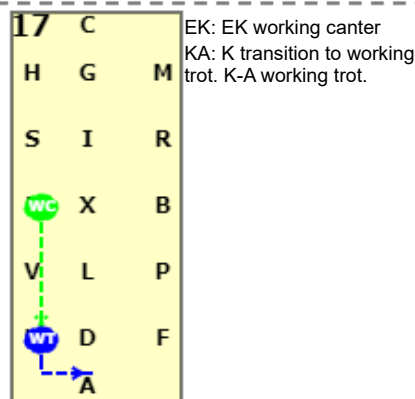 17 C
EK: EK working canter
KA: K transition to working
trot. K-A working trot.
H G M
S I R
WC X B
V L P
WT D F
A